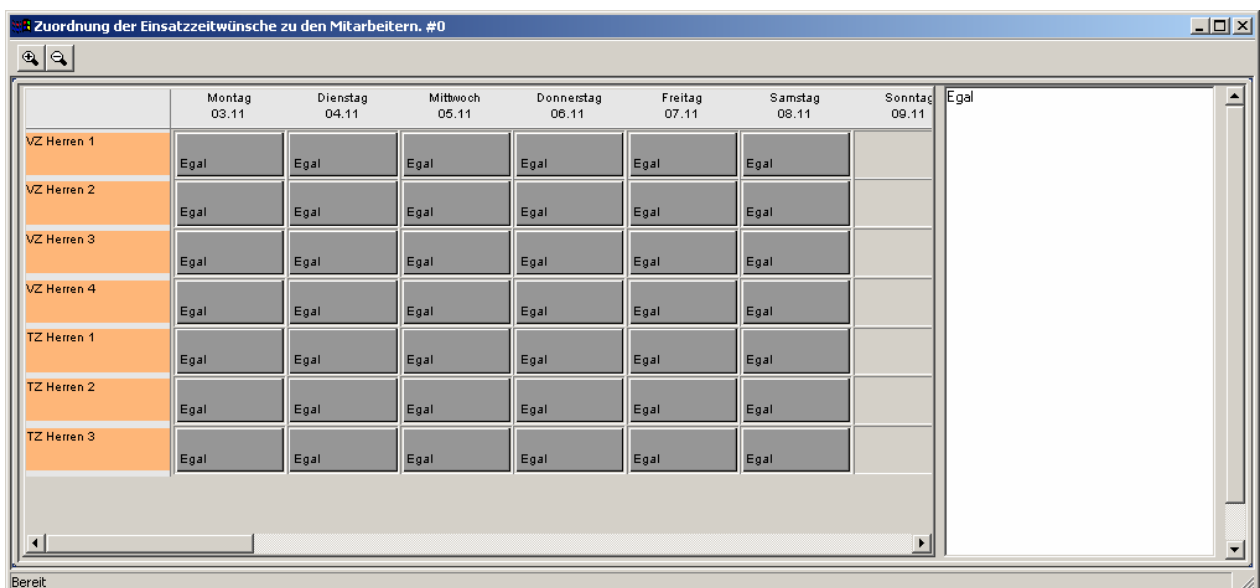 Zuordnung der Einsatzzeitwünsche zu den Mitarbeitern. #0
Montag Dienstag Mittwoch Donnerstag Freitag Samstag Sonntag
03.11 04.11 05.11 06.11 07.11 08.11 09.11
Egal
VZ Herren 1
Egal Egal Egal Egal Egal Egal
VZ Herren 2
Egal Egal Egal Egal Egal Egal
VZ Herren 3
Egal Egal Egal Egal Egal Egal
VZ Herren 4
Egal Egal Egal Egal Egal Egal
TZ Herren 1
Egal Egal Egal Egal Egal Egal
TZ Herren 2
Egal Egal Egal Egal Egal Egal
TZ Herren 3
Egal Egal Egal Egal Egal Egal
Bereit